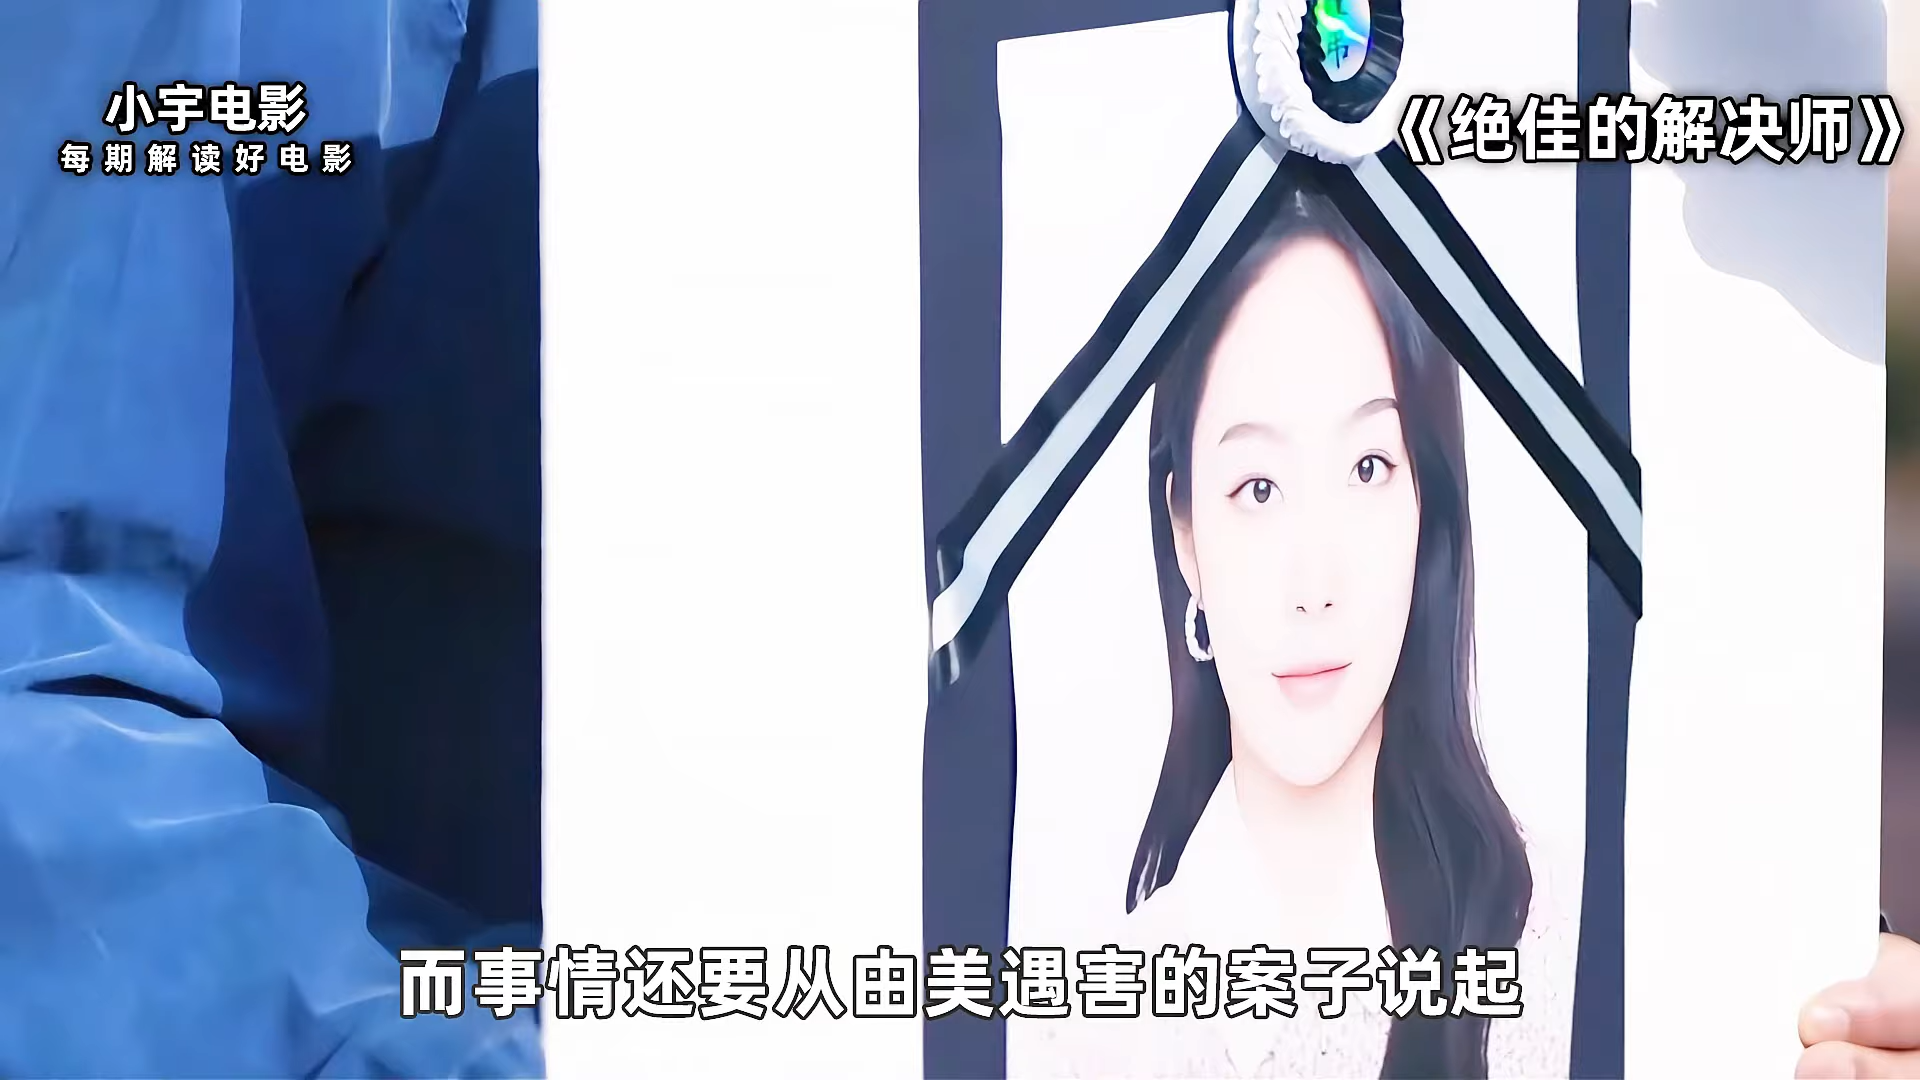 小宇电影
每期解读好电影
《绝佳的解决师》
而事情还要从由美遇害的案子说起